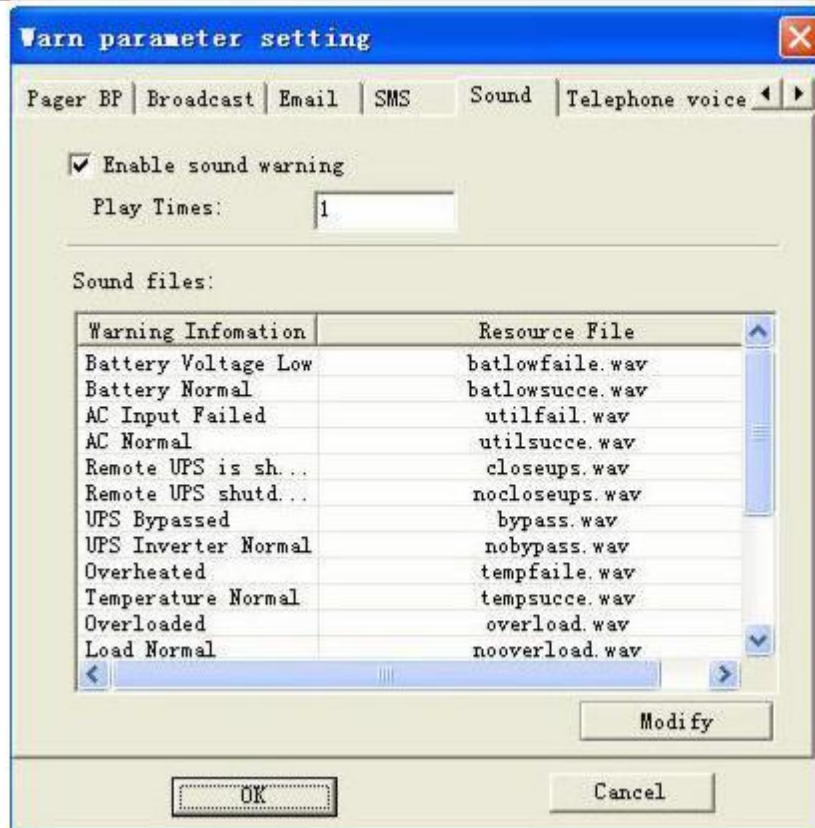 Warn parameter setting
Pager BP Broadcast Email SMS Sound Telephone voice
Enable sound warning
Play Times: 1
Sound files:
Warning Infomation Resource File
Battery Voltage Low batlowfaile.wav
Battery Normal batlowsucce.wav
AC Input Failed utilfail.wav
AC Normal utilsucce.wav
Remote UPS is sh... closeups.wav
Remote UPS shutd... nocloseups.wav
UPS Bypassed bypass.wav
UPS Inverter Normal nobypass.wav
Overheated tempfaile.wav
Temperature Normal tempsucce.wav
Overloaded overload.wav
Load Normal nooverload.wav
Modify
OK Cancel